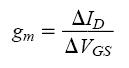 g_m = ΔI_D / ΔV_GS